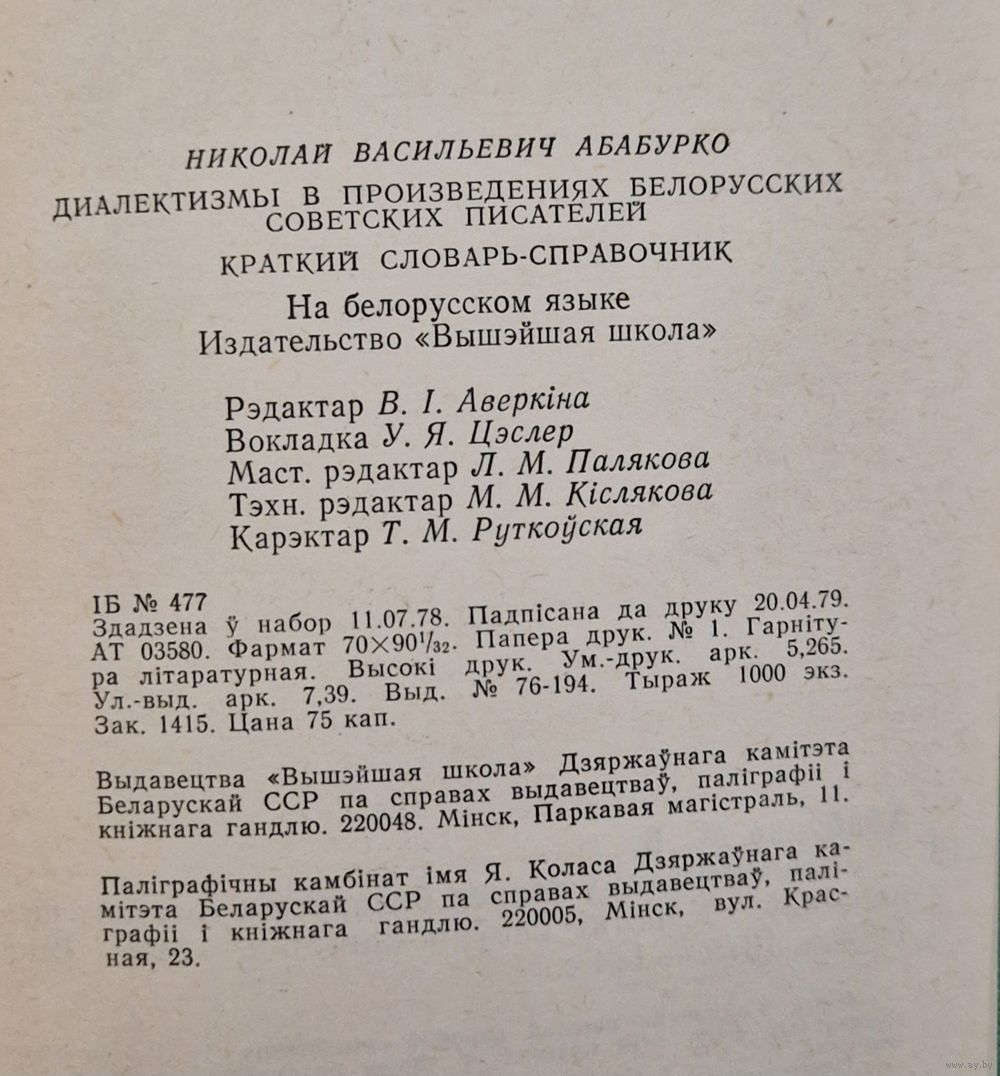 НИКОЛАЙ ВАСИЛЬЕВИЧ АБАБУРКО
ДИАЛЕКТИЗМЫ В ПРОИЗВЕДЕНИЯХ БЕЛОРУССКИХ
СОВЕТСКИХ ПИСАТЕЛЕЙ
КРАТКИЙ СЛОВАРЬ-СПРАВОЧНИК
На белорусском языке
Издательство «Вышэйшая школа»
Рэдактар В. І. Аверкіна
Вокладка У. Я. Цэслер
Маст. рэдактар Л. М. Палякова
Тэхн. рэдактар М. М. Кіслякова
Карэктар Т. М. Руткоўская
ІБ № 477
Здадзена ў набор 11.07.78. Падпісана да друку 20.04.79.
АТ 03580. Фармат 70×90¹/₃₂. Папера друк. № 1. Гарніту-
ра літаратурная. Высокі друк. Ум.-друк. арк. 5,265.
Ул.-выд. арк. 7,39. Выд. № 76-194. Тыраж 1000 экз.
Зак. 1415. Цана 75 кап.
Выдавецтва «Вышэйшая школа» Дзяржаўнага камітэта
Беларускай ССР па справах выдавецтваў, паліграфіі і
кніжнага гандлю. 220048. Мінск, Паркавая магістраль, 11.
Паліграфічны камбінат імя Я. Коласа Дзяржаўнага ка-
мітэта Беларускай ССР па справах выдавецтваў, палі-
графіі і кніжнага гандлю. 220005, Мінск, вул. Крас-
ная, 23.
www.ay.by